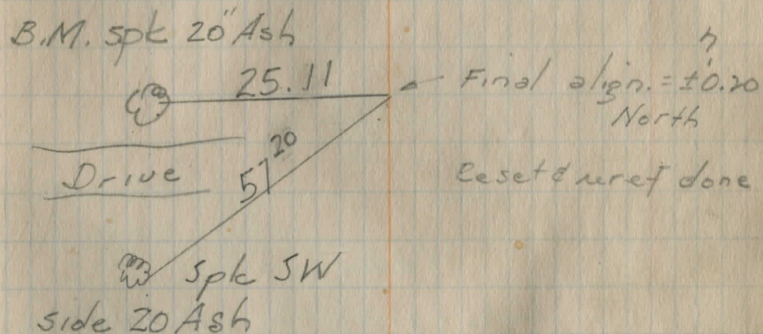 B.M. spk 20" Ash
25.11
Final align. = ±0.20
North
Drive
51 20
Reset & reref done
Spk SW
side 20 Ash